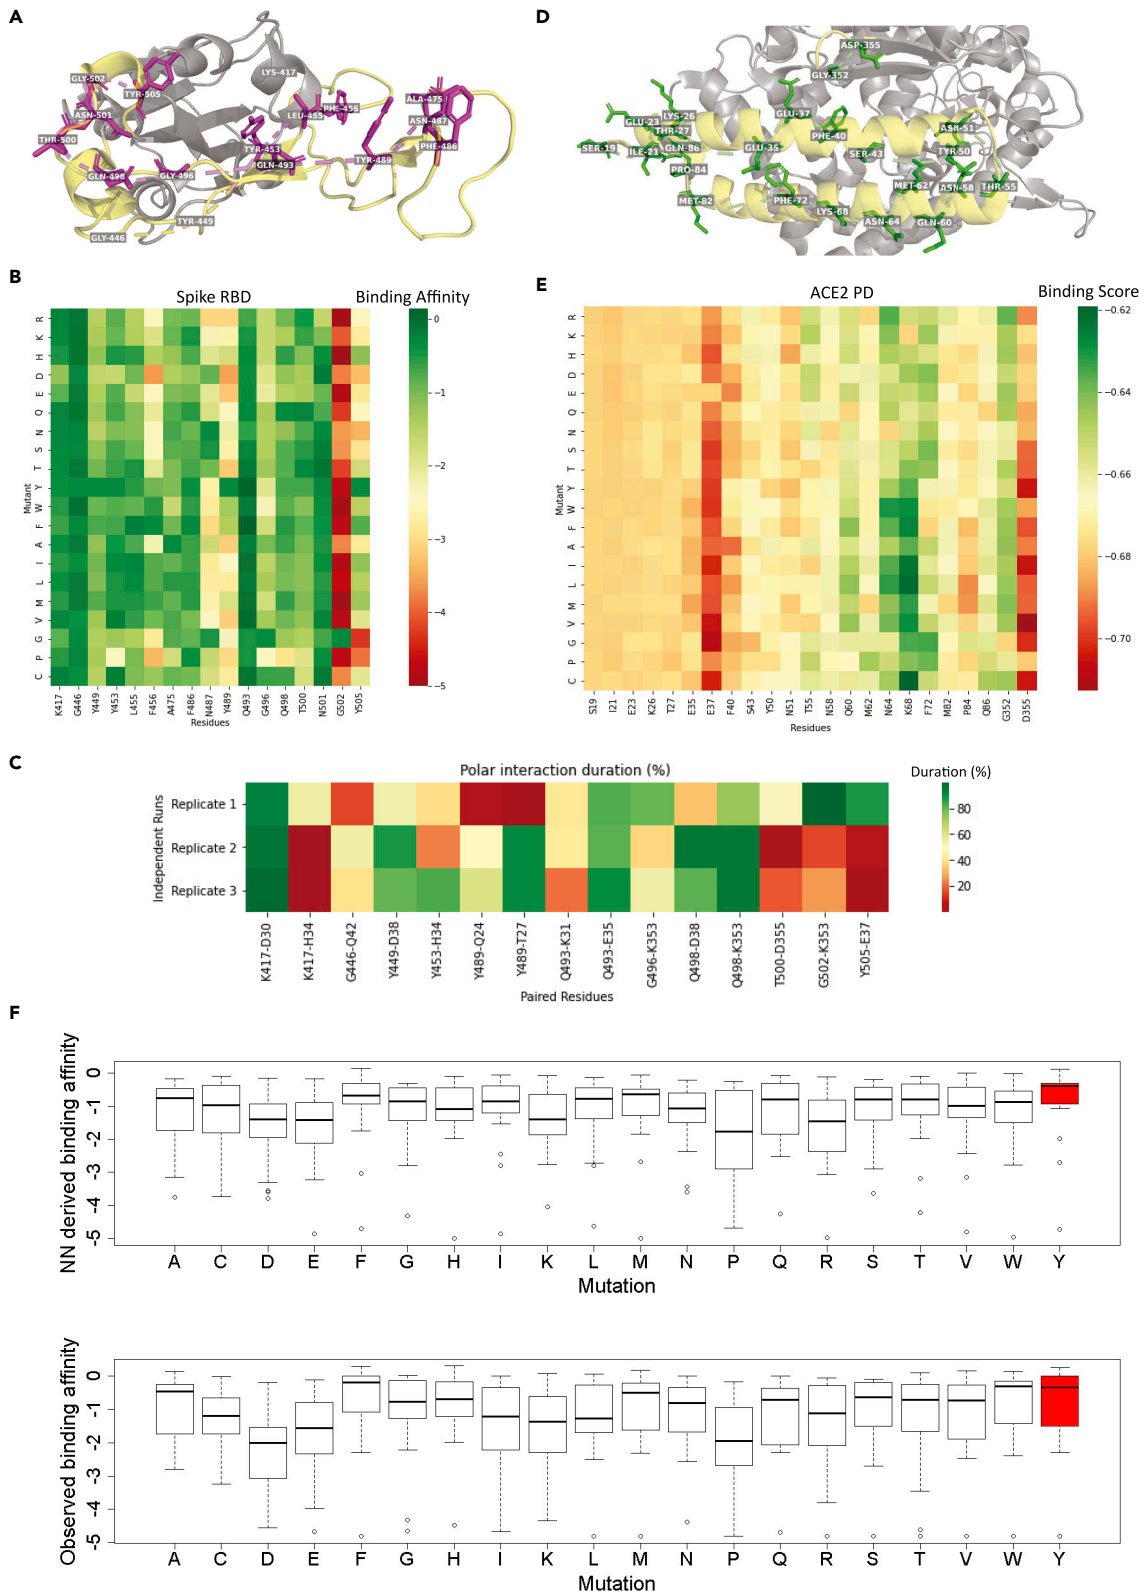 A
GLY-502
TYR-505
LYS-417
ASN-501
ALA-475
PHE-456
LEU-455
ASN-487
THR-500
PHE-486
TYR-453
GLN-493
TYR-489
GLN-498
GLY-496
TYR-449
GLY-446
D
ASP-355
GLY-352
LYS-26
GLU-37
GLU-23
THR-27
PHE-40
ASN-51
SER-19
ILE-21
GLN-86
GLU-35
SER-43
TYR-50
PRO-84
MET-62
ASN-58
THR-55
MET-82
PHE-72
LYS-68
ASN-64
GLN-60
B
Spike RBD
Binding Affinity
Mutant
R
K
H
D
E
Q
N
S
T
Y
W
F
A
I
L
M
V
G
P
C
0
−1
−2
−3
−4
−5
K417 G446 Y449 Y453 L455 F456 A475 F486 N487 Y489 Q493 G496 Q498 T500 N501 G502 Y505
Residues
E
ACE2 PD
Binding Score
Mutant
R
K
H
D
E
Q
N
S
T
Y
W
F
A
I
L
M
V
G
P
C
−0.62
−0.64
−0.66
−0.68
−0.70
S19 I21 E23 K26 T27 E35 E37 F40 S43 Y50 N51 T55 N58 Q60 M62 N64 K68 F72 M82 P84 Q86 G352 D355
Residues
C
Polar interaction duration (%)
Duration (%)
Independent Runs
Replicate 1
Replicate 2
Replicate 3
80
60
40
20
K417-D30 K417-H34 G446-Q42 Y449-D38 Y453-H34 Y489-Q24 Y489-T27 Q493-K31 Q493-E35 G496-K353 Q498-D38 Q498-K353 T500-D355 G502-K353 Y505-E37
Paired Residues
F
NN derived binding affinity
0
-1
-2
-3
-4
-5
A C D E F G H I K L M N P Q R S T V W Y
Mutation
Observed binding affinity
0
-1
-2
-3
-4
-5
A C D E F G H I K L M N P Q R S T V W Y
Mutation